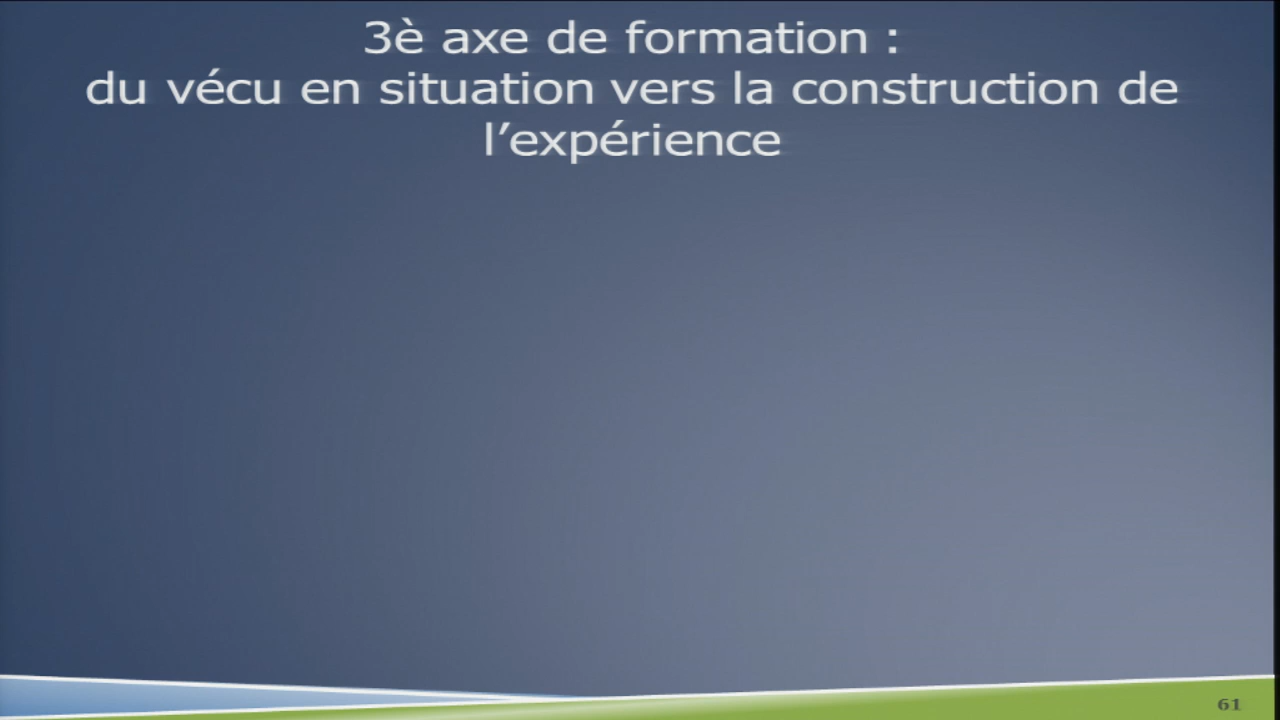 3è axe de formation :
du vécu en situation vers la construction de
l’expérience
61